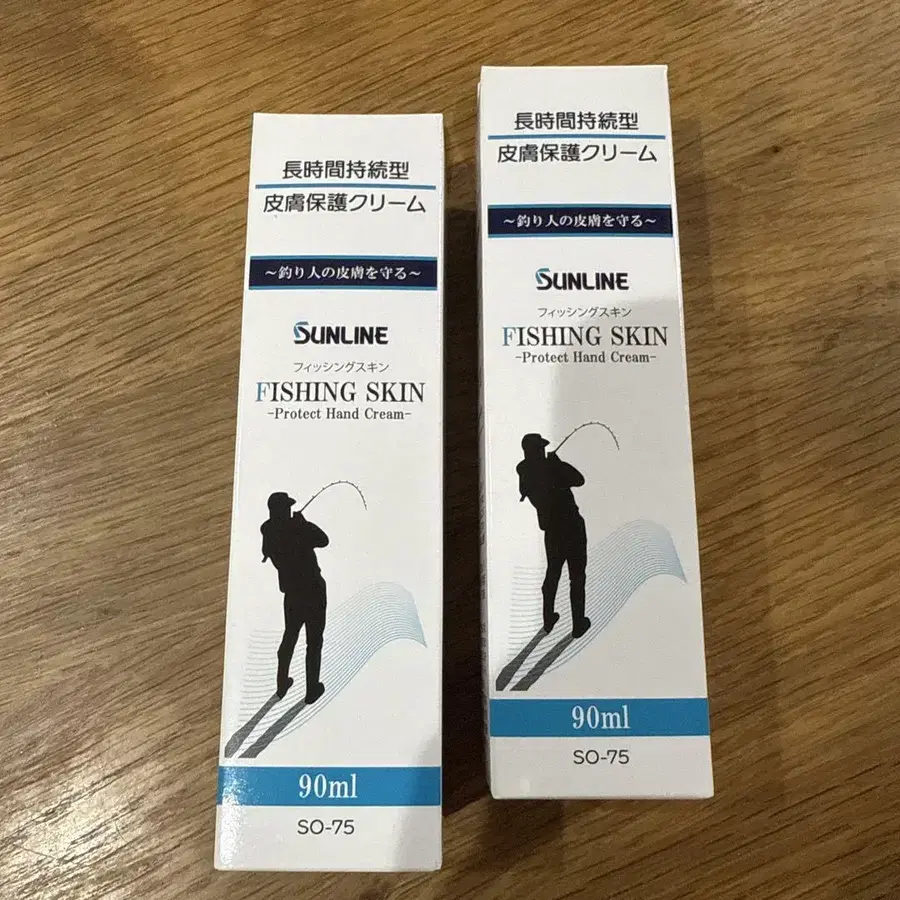 長時間持続型
皮膚保護クリーム
～釣り人の皮膚を守る～
SUNLINE
フィッシングスキン
FISHING SKIN
-Protect Hand Cream-
90ml
SO-75
長時間持続型
皮膚保護クリーム
～釣り人の皮膚を守る～
SUNLINE
フィッシングスキン
FISHING SKIN
-Protect Hand Cream-
90ml
SO-75